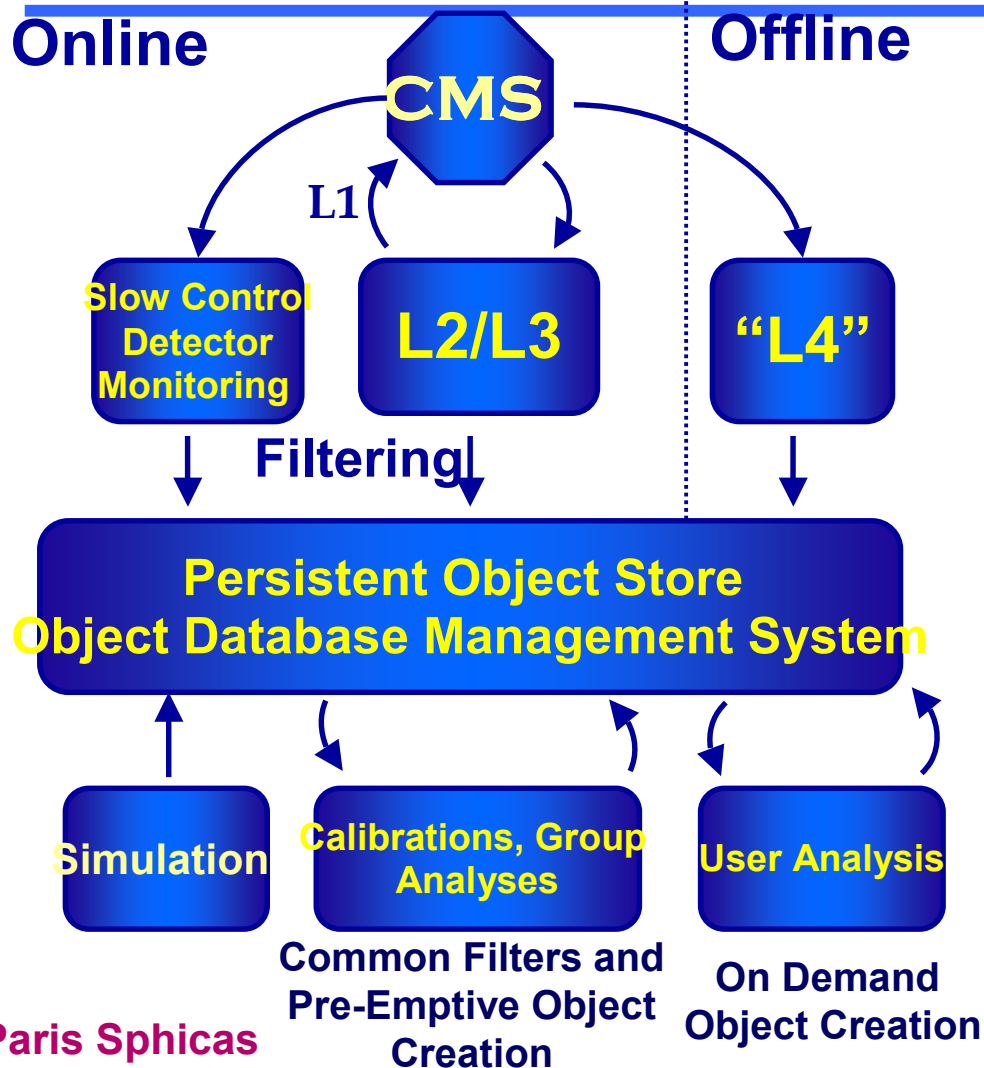 Online
Offline
CMS
L1
Slow Control
Detector
Monitoring
L2/L3
“L4”
Filtering
Persistent Object Store
Object Database Management System
Simulation
Calibrations, Group
Analyses
User Analysis
Common Filters and
Pre-Emptive Object
Creation
On Demand
Object Creation
Paris Sphicas